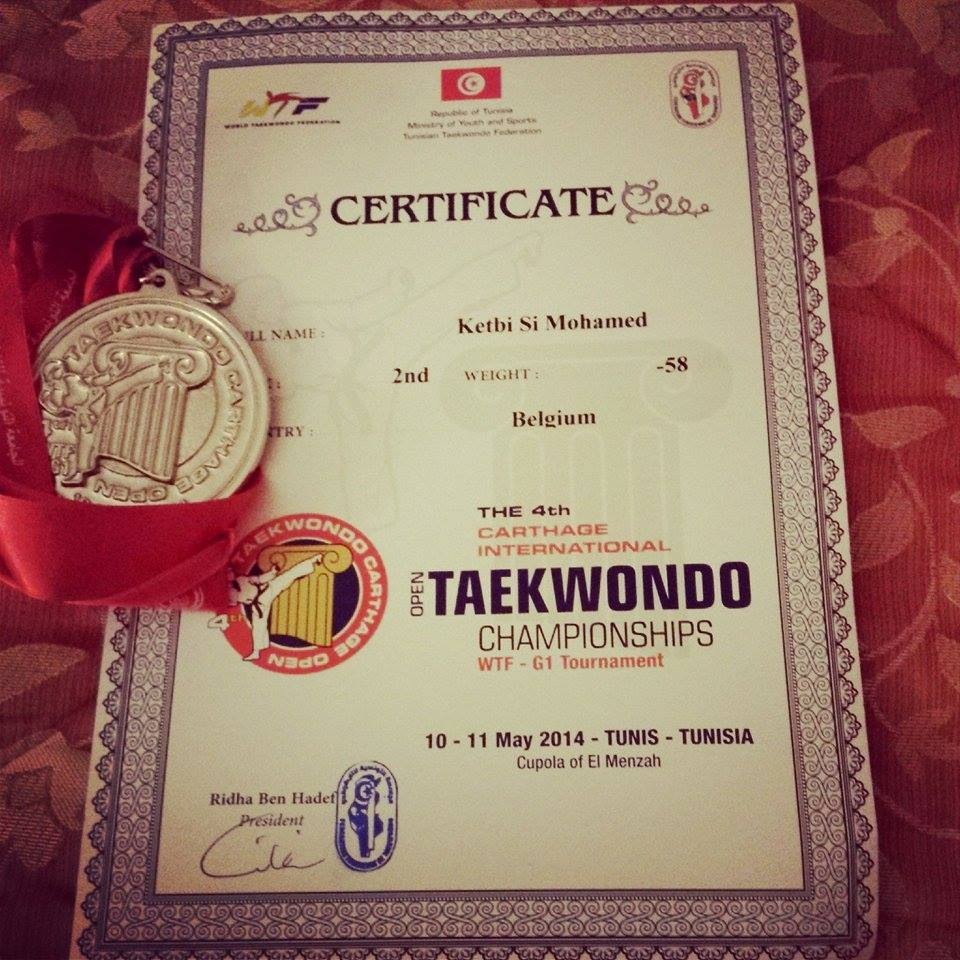 WTF
WORLD TAEKWONDO FEDERATION
Republic of Tunisia
Ministry of Youth and Sports
Tunisian Taekwondo Federation
CERTIFICATE
LL NAME :
Ketbi Si Mohamed
2nd
WEIGHT :
-58
NTRY :
Belgium
TAEKWONDO CARTHAGE OPEN
THE 4th
CARTHAGE
INTERNATIONAL
OPEN
TAEKWONDO
CHAMPIONSHIPS
WTF - G1 Tournament
TAEKWONDO CARTHAGE OPEN
4th
10 - 11 May 2014 - TUNIS - TUNISIA
Cupola of El Menzah
Ridha Ben Hadef
President